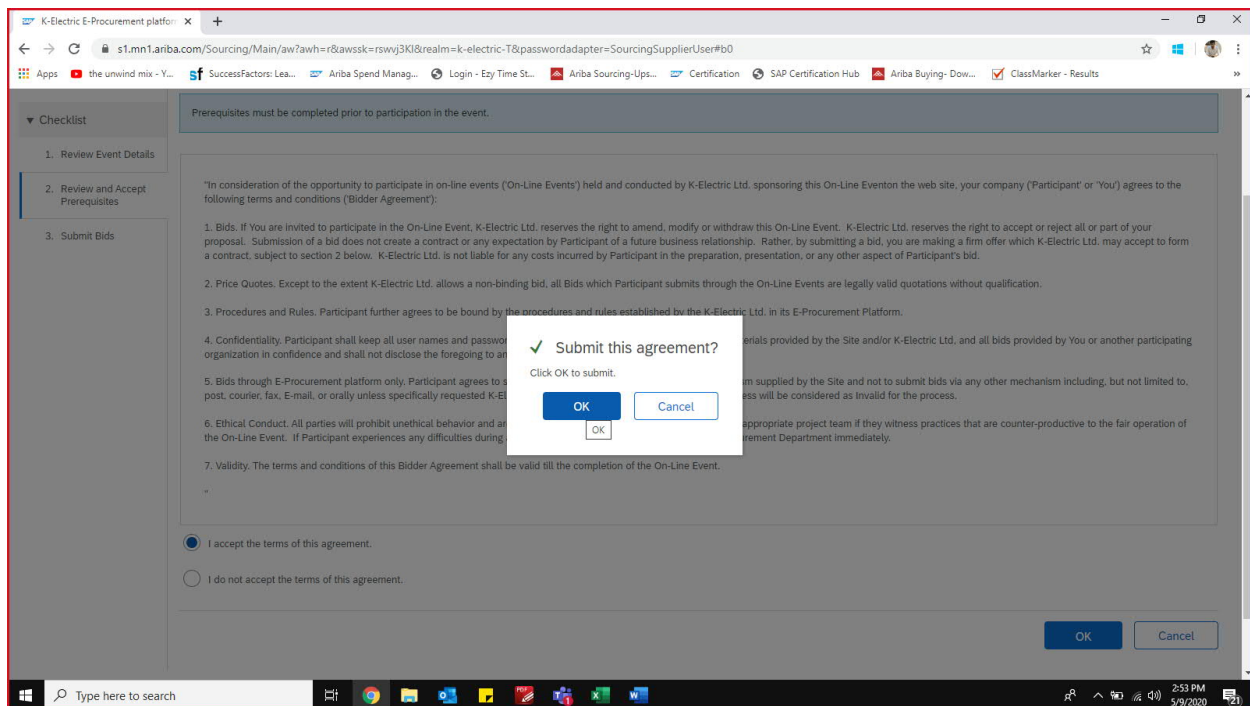 K-Electric E-Procurement platfor
s1.mn1.ariba.com/Sourcing/Main/aw?awh=r&awssk=rswvj3Kl&realm=k-electric-T&passwordadapter=SourcingSupplierUser#b0
Apps the unwind mix - Y... SuccessFactors: Lea... Ariba Spend Manag... Login - Ezy Time St... Ariba Sourcing-Ups... Certification SAP Certification Hub Ariba Buying- Dow... ClassMarker - Results »
Checklist
1. Review Event Details
2. Review and Accept
Prerequisites
3. Submit Bids
Prerequisites must be completed prior to participation in the event.
"In consideration of the opportunity to participate in on-line events ('On-Line Events') held and conducted by K-Electric Ltd. sponsoring this On-Line Eventon the web site, your company ('Participant' or 'You') agrees to the
following terms and conditions ('Bidder Agreement'):
1. Bids. If You are invited to participate in the On-Line Event, K-Electric Ltd. reserves the right to amend, modify or withdraw this On-Line Event. K-Electric Ltd. reserves the right to accept or reject all or part of your
proposal. Submission of a bid does not create a contract or any expectation by Participant of a future business relationship. Rather, by submitting a bid, you are making a firm offer which K-Electric Ltd. may accept to form
a contract, subject to section 2 below. K-Electric Ltd. is not liable for any costs incurred by Participant in the preparation, presentation, or any other aspect of Participant's bid.
2. Price Quotes. Except to the extent K-Electric Ltd. allows a non-binding bid, all Bids which Participant submits through the On-Line Events are legally valid quotations without qualification.
3. Procedures and Rules. Participant further agrees to be bound by the procedures and rules established by the K-Electric Ltd. in its E-Procurement Platform.
4. Confidentiality. Participant shall keep all user names and passwor erials provided by the Site and/or K-Electric Ltd, and all bids provided by You or another participating
organization in confidence and shall not disclose the foregoing to an
5. Bids through E-Procurement platform only. Participant agrees to s m supplied by the Site and not to submit bids via any other mechanism including, but not limited to,
post, courier, fax, E-mail, or orally unless specifically requested K-El ess will be considered as Invalid for the process.
6. Ethical Conduct. All parties will prohibit unethical behavior and ar appropriate project team if they witness practices that are counter-productive to the fair operation of
the On-Line Event. If Participant experiences any difficulties during rement Department immediately.
7. Validity. The terms and conditions of this Bidder Agreement shall be valid till the completion of the On-Line Event.
"
Submit this agreement?
Click OK to submit.
OK Cancel
OK
I accept the terms of this agreement.
I do not accept the terms of this agreement.
OK Cancel
Type here to search
2:53 PM
5/9/2020
21